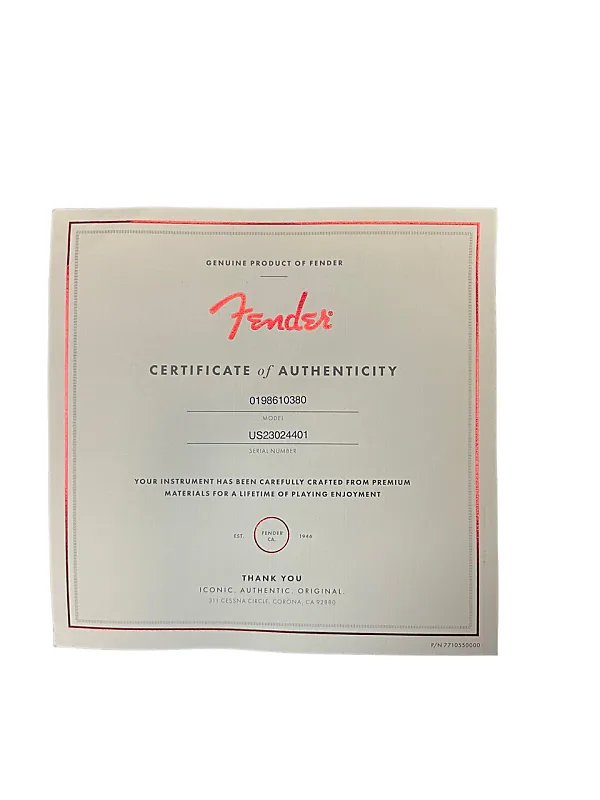 GENUINE PRODUCT OF FENDER
Fender
CERTIFICATE of AUTHENTICITY
0198610380
MODEL
US23024401
SERIAL NUMBER
YOUR INSTRUMENT HAS BEEN CAREFULLY CRAFTED FROM PREMIUM
MATERIALS FOR A LIFETIME OF PLAYING ENJOYMENT
EST. FENDER CA. 1946
THANK YOU
ICONIC. AUTHENTIC. ORIGINAL.
311 CESSNA CIRCLE, CORONA, CA 92880
P/N 7710550000